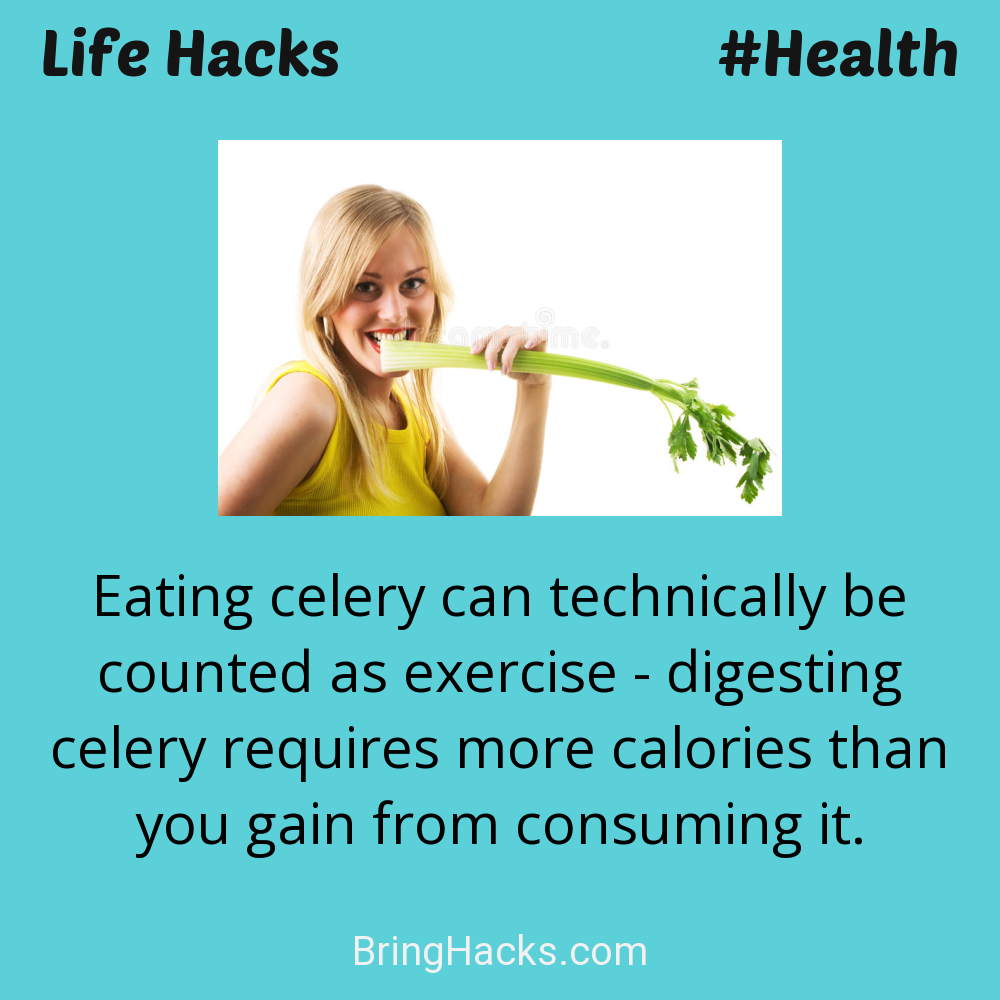 Life Hacks #Health
Eating celery can technically be
counted as exercise - digesting
celery requires more calories than
you gain from consuming it.
BringHacks.com